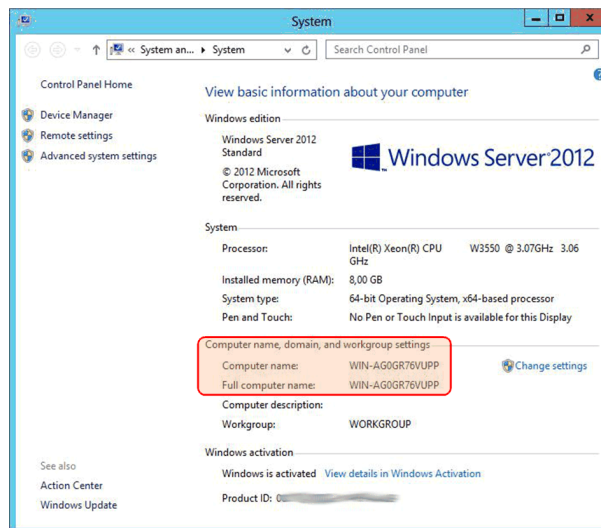 System
System an... ▸ System
Search Control Panel
Control Panel Home
Device Manager
Remote settings
Advanced system settings
See also
Action Center
Windows Update
View basic information about your computer
Windows edition
Windows Server 2012
Standard
© 2012 Microsoft
Corporation. All rights
reserved.
Windows Server 2012
System
Processor: Intel(R) Xeon(R) CPU W3550 @ 3.07GHz 3.06
GHz
Installed memory (RAM): 8,00 GB
System type: 64-bit Operating System, x64-based processor
Pen and Touch: No Pen or Touch Input is available for this Display
Computer name, domain, and workgroup settings
Computer name: WIN-AG0GR76VUPP
Change settings
Full computer name: WIN-AG0GR76VUPP
Computer description:
Workgroup: WORKGROUP
Windows activation
Windows is activated View details in Windows Activation
Product ID: